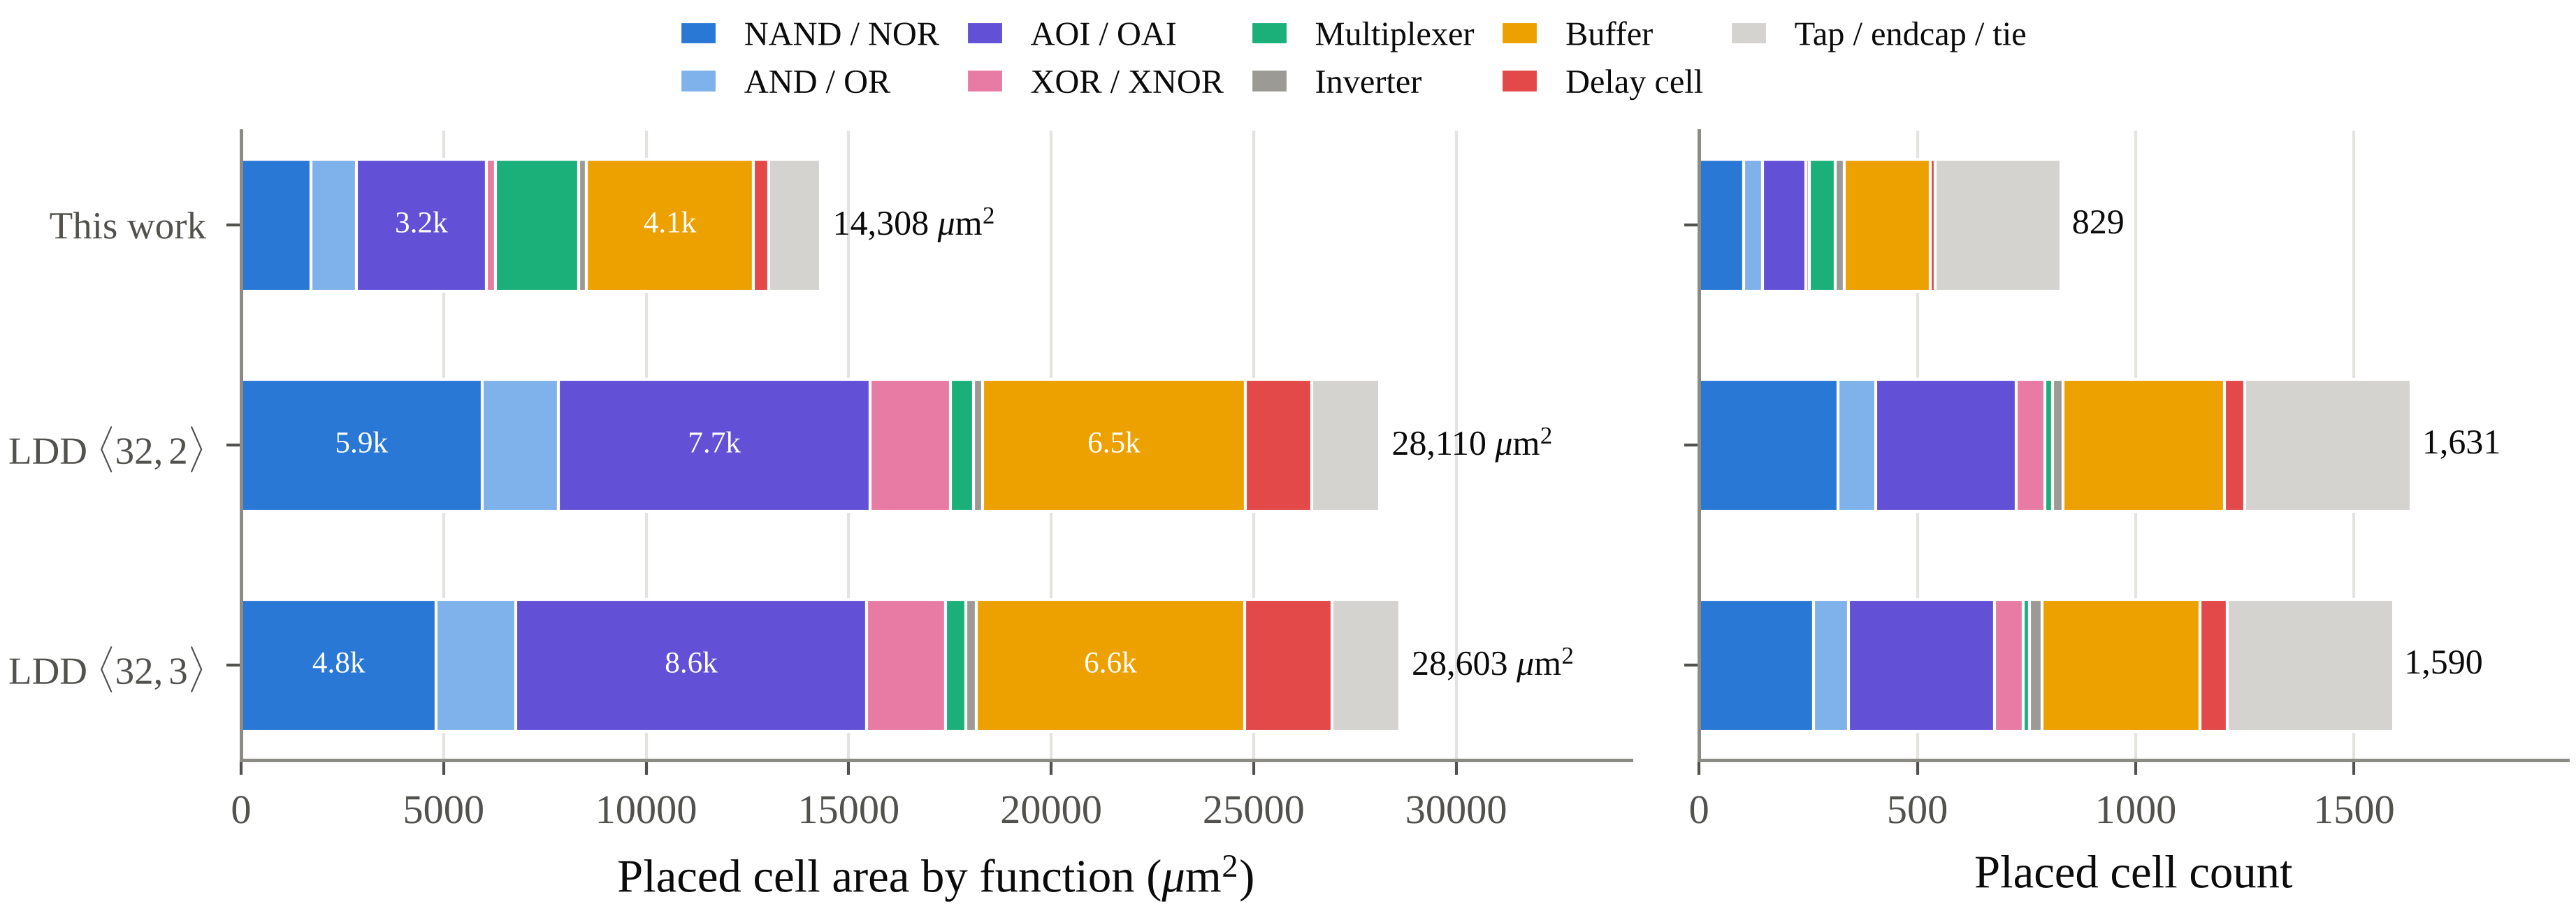 NAND / NOR AOI / OAI Multiplexer Buffer Tap / endcap / tie
AND / OR XOR / XNOR Inverter Delay cell
This work 3.2k 4.1k 14,308 μm² 829
LDD ⟨32, 2⟩ 5.9k 7.7k 6.5k 28,110 μm² 1,631
LDD ⟨32, 3⟩ 4.8k 8.6k 6.6k 28,603 μm² 1,590
0 5000 10000 15000 20000 25000 30000 0 500 1000 1500
Placed cell area by function (μm²) Placed cell count